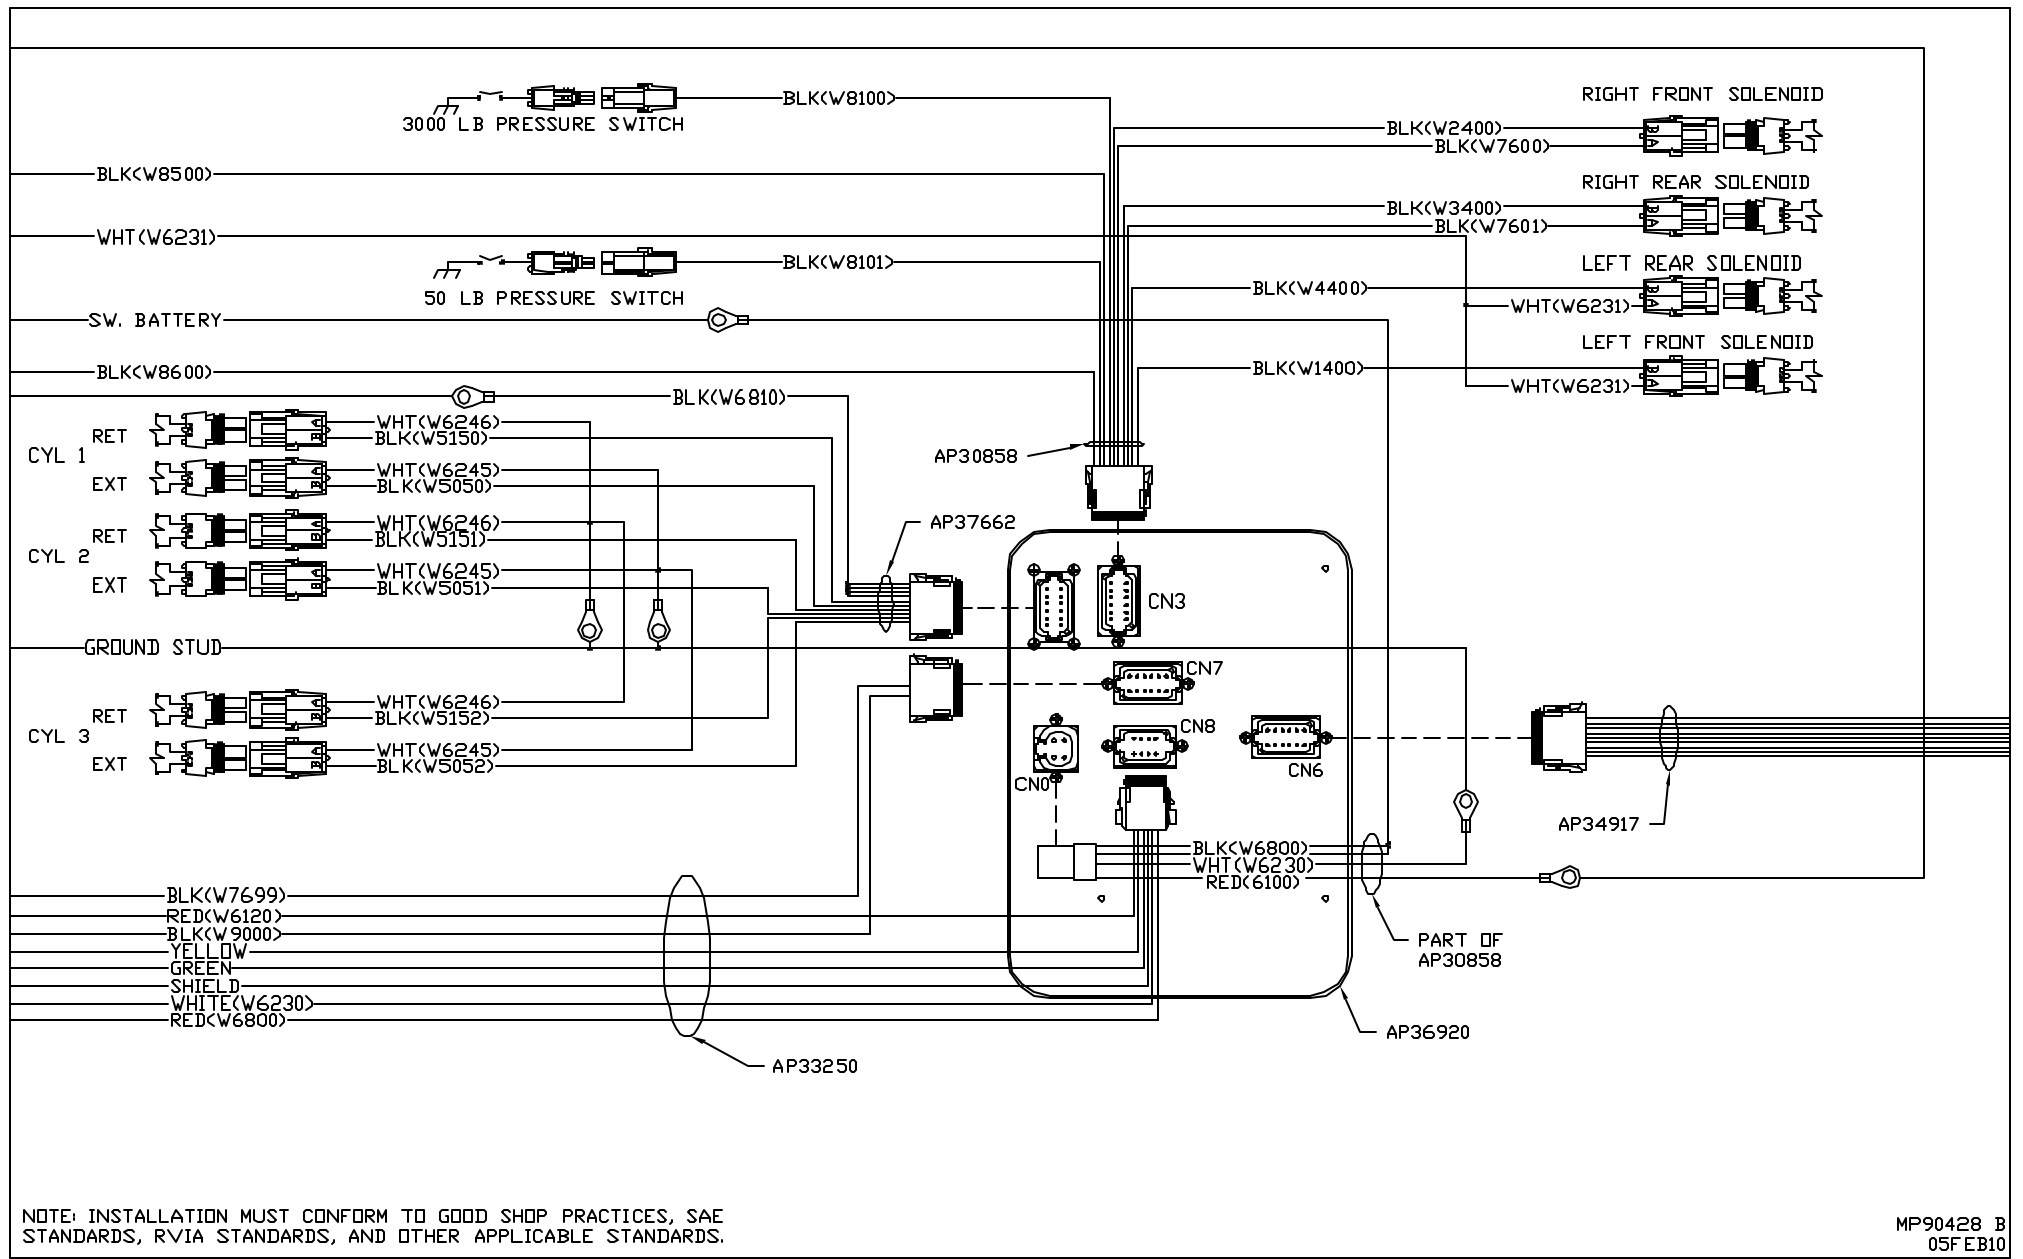 RIGHT FRONT SOLENOID
BLK(W8100)
3000 LB PRESSURE SWITCH
BLK(W2400)
BLK(W7600)
BLK(W8500)
RIGHT REAR SOLENOID
BLK(W3400)
BLK(W7601)
WHT(W6231)
BLK(W8101)
LEFT REAR SOLENOID
50 LB PRESSURE SWITCH
BLK(W4400)
WHT(W6231)
SW. BATTERY
LEFT FRONT SOLENOID
BLK(W8600)
BLK(W1400)
WHT(W6231)
BLK(W6810)
CYL 1
RET
WHT(W6246)
BLK(W5150)
A
B
EXT
WHT(W6245)
BLK(W5050)
A
B
AP30858
CYL 2
RET
WHT(W6246)
BLK(W5151)
A
B
EXT
WHT(W6245)
BLK(W5051)
A
B
AP37662
CN3
GROUND STUD
CN7
CYL 3
RET
WHT(W6246)
BLK(W5152)
A
B
EXT
WHT(W6245)
BLK(W5052)
A
B
CN8
CN0
CN6
AP34917
BLK(W6800)
WHT(W6230)
RED(6100)
BLK(W7699)
RED(W6120)
BLK(W9000)
YELLOW
GREEN
SHIELD
WHITE(W6230)
RED(W6800)
PART OF
AP30858
AP36920
AP33250
NOTE: INSTALLATION MUST CONFORM TO GOOD SHOP PRACTICES, SAE
STANDARDS, RVIA STANDARDS, AND OTHER APPLICABLE STANDARDS.
MP90428 B
05FEB10